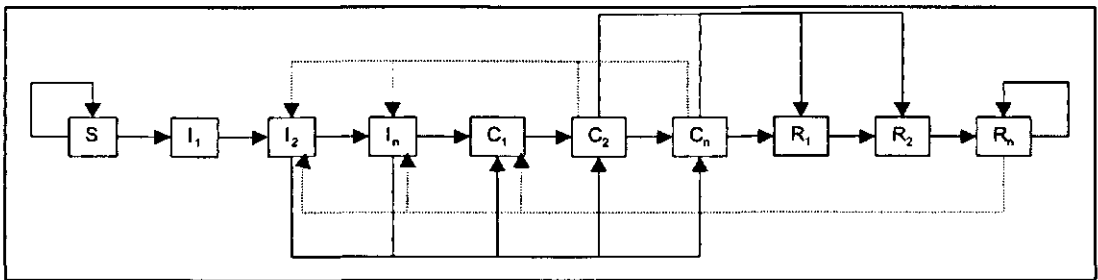 S I₁ I₂ Iₙ C₁ C₂ Cₙ R₁ R₂ Rₙ